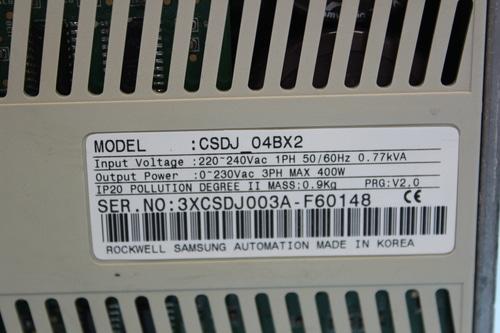 MODEL :CSDJ_04BX2
Input Voltage :220~240Vac 1PH 50/60Hz 0.77kVA
Output Power :0~230Vac 3PH MAX 400W
IP20 POLLUTION DEGREE II MASS:0.9Kg PRG:V2.0
SER.NO:3XCSDJ003A-F60148 CE
ROCKWELL SAMSUNG AUTOMATION MADE IN KOREA